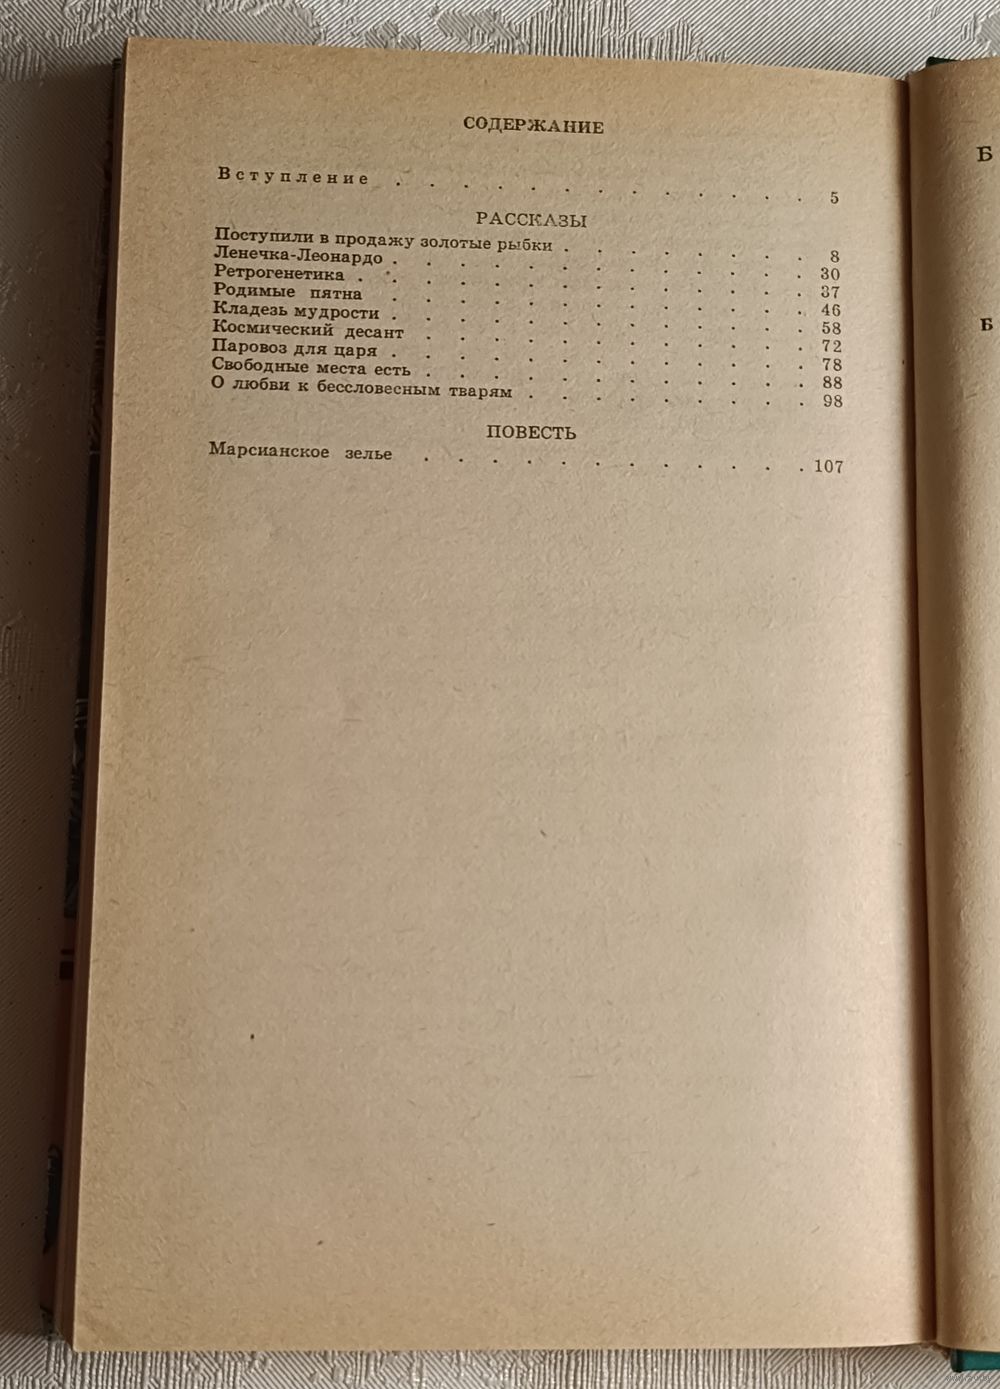 СОДЕРЖАНИЕ
Вступление . . . . . . . . . . . . . 5
РАССКАЗЫ
Поступили в продажу золотые рыбки . . . . . . . . 8
Ленечка-Леонардо . . . . . . . . . . . . . 30
Ретрогенетика . . . . . . . . . . . . . . 37
Родимые пятна . . . . . . . . . . . . . 46
Кладезь мудрости . . . . . . . . . . . . . 58
Космический десант . . . . . . . . . . . . 72
Паровоз для царя . . . . . . . . . . . . . 78
Свободные места есть . . . . . . . . . . . . 88
О любви к бессловесным тварям . . . . . . . . . 98
ПОВЕСТЬ
Марсианское зелье . . . . . . . . . . . . 107
Б
Б